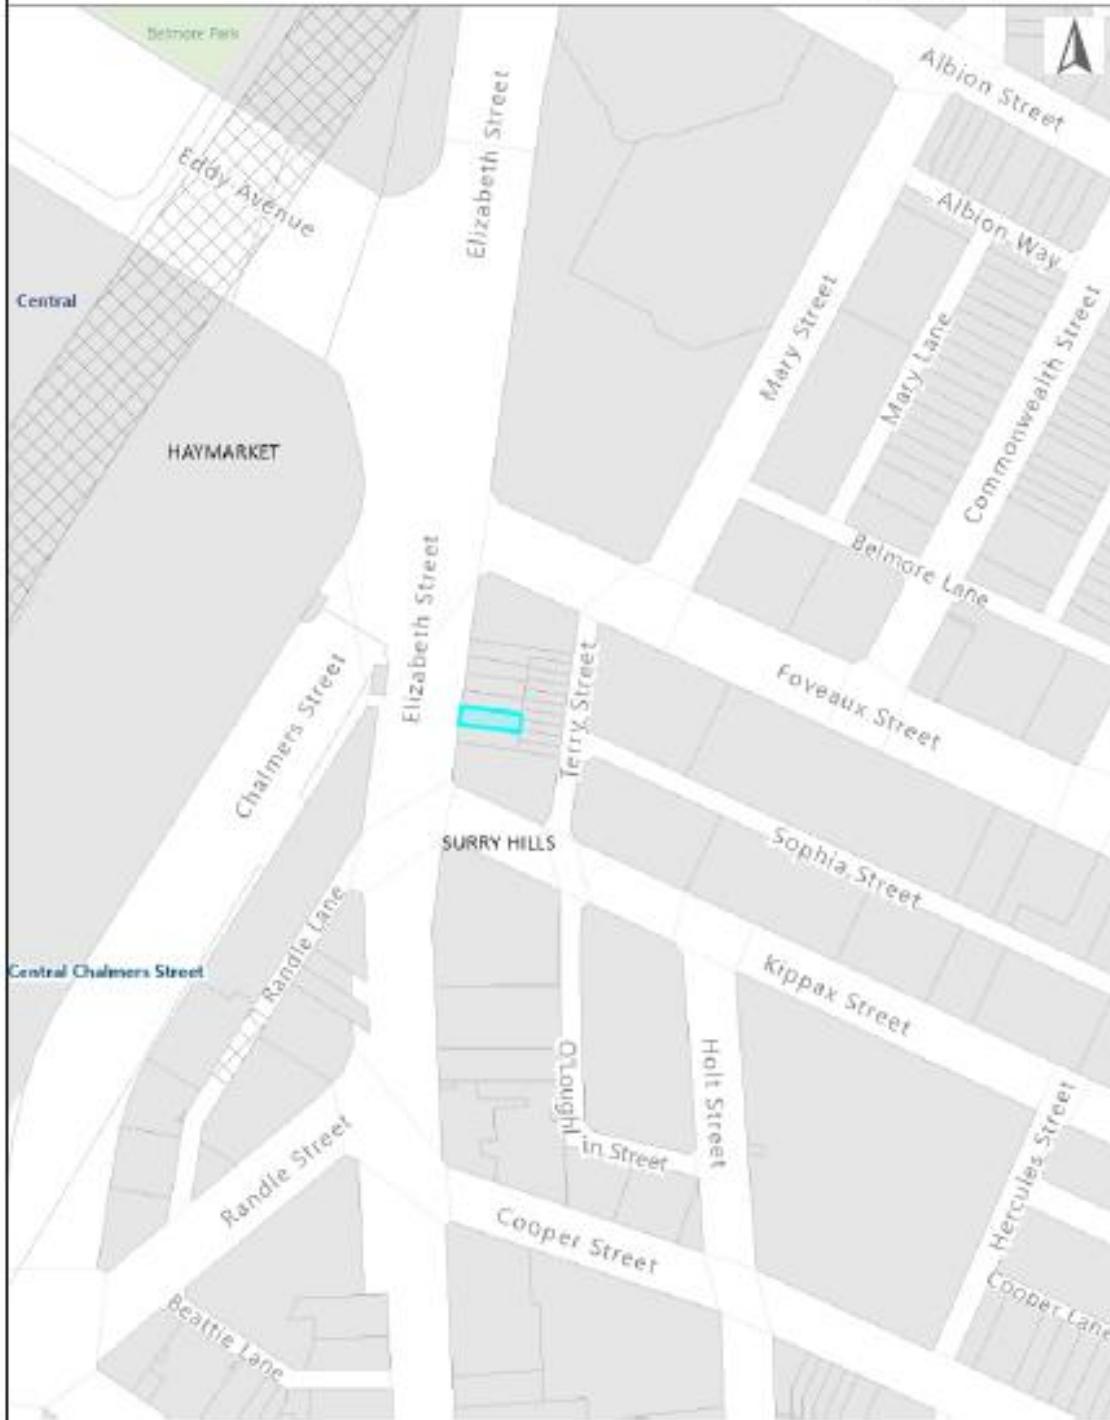 Belmore Park
Albion Street
Elizabeth Street
Eddy Avenue
Albion Way
Central
Mary Street
Mary Lane
Commonwealth Street
HAYMARKET
Belmore Lane
Elizabeth Street
Chalmers Street
Terry Street
Foveaux Street
SURRY HILLS
Sophia Street
Randle Lane
Central Chalmers Street
Kippax Street
O'Loughl
in Street
Holt Street
Hercules Street
Randle Street
Cooper Street
Cooper Lane
Beattie Lane